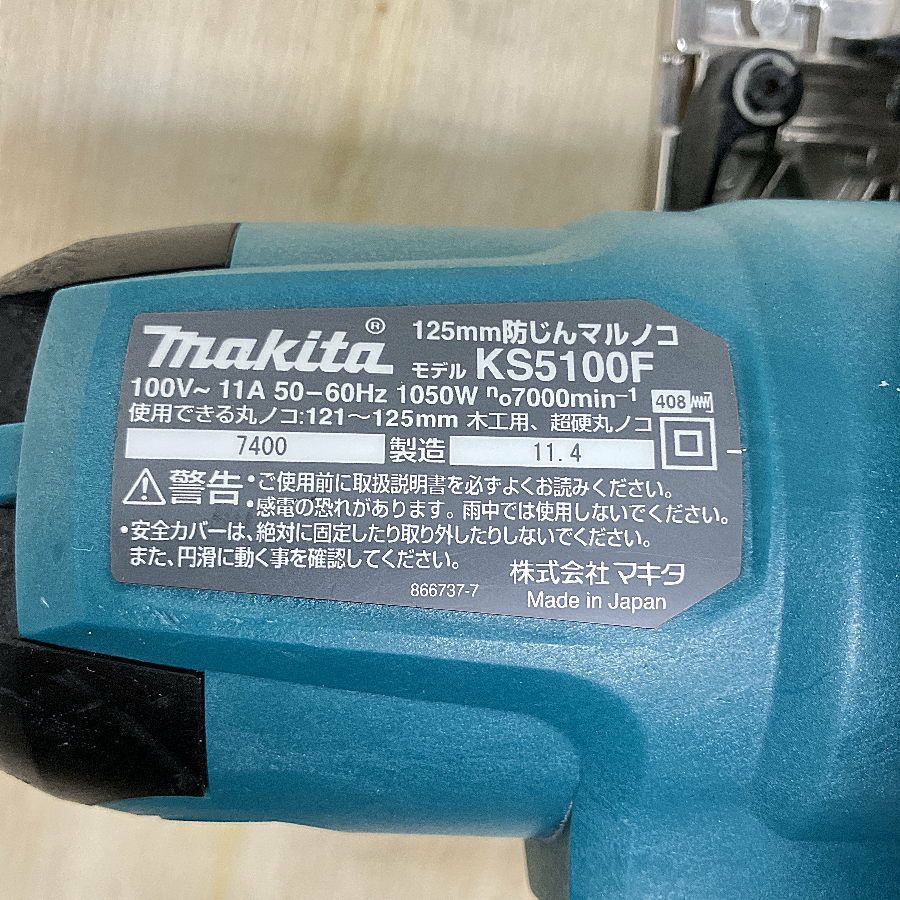 makita® 125mm防じんマルノコ
モデル KS5100F
100V~ 11A 50-60Hz 1050W no7000min-1 408
使用できる丸ノコ:121~125mm 木工用、超硬丸ノコ
7400 製造 11.4
警告 •ご使用前に取扱説明書を必ずよくお読みください。
•感電の恐れがあります。雨中では使用しないでください。
•安全カバーは、絶対に固定したり取り外したりしないでください。
また、円滑に動く事を確認してください。
株式会社マキタ
866737-7 Made in Japan